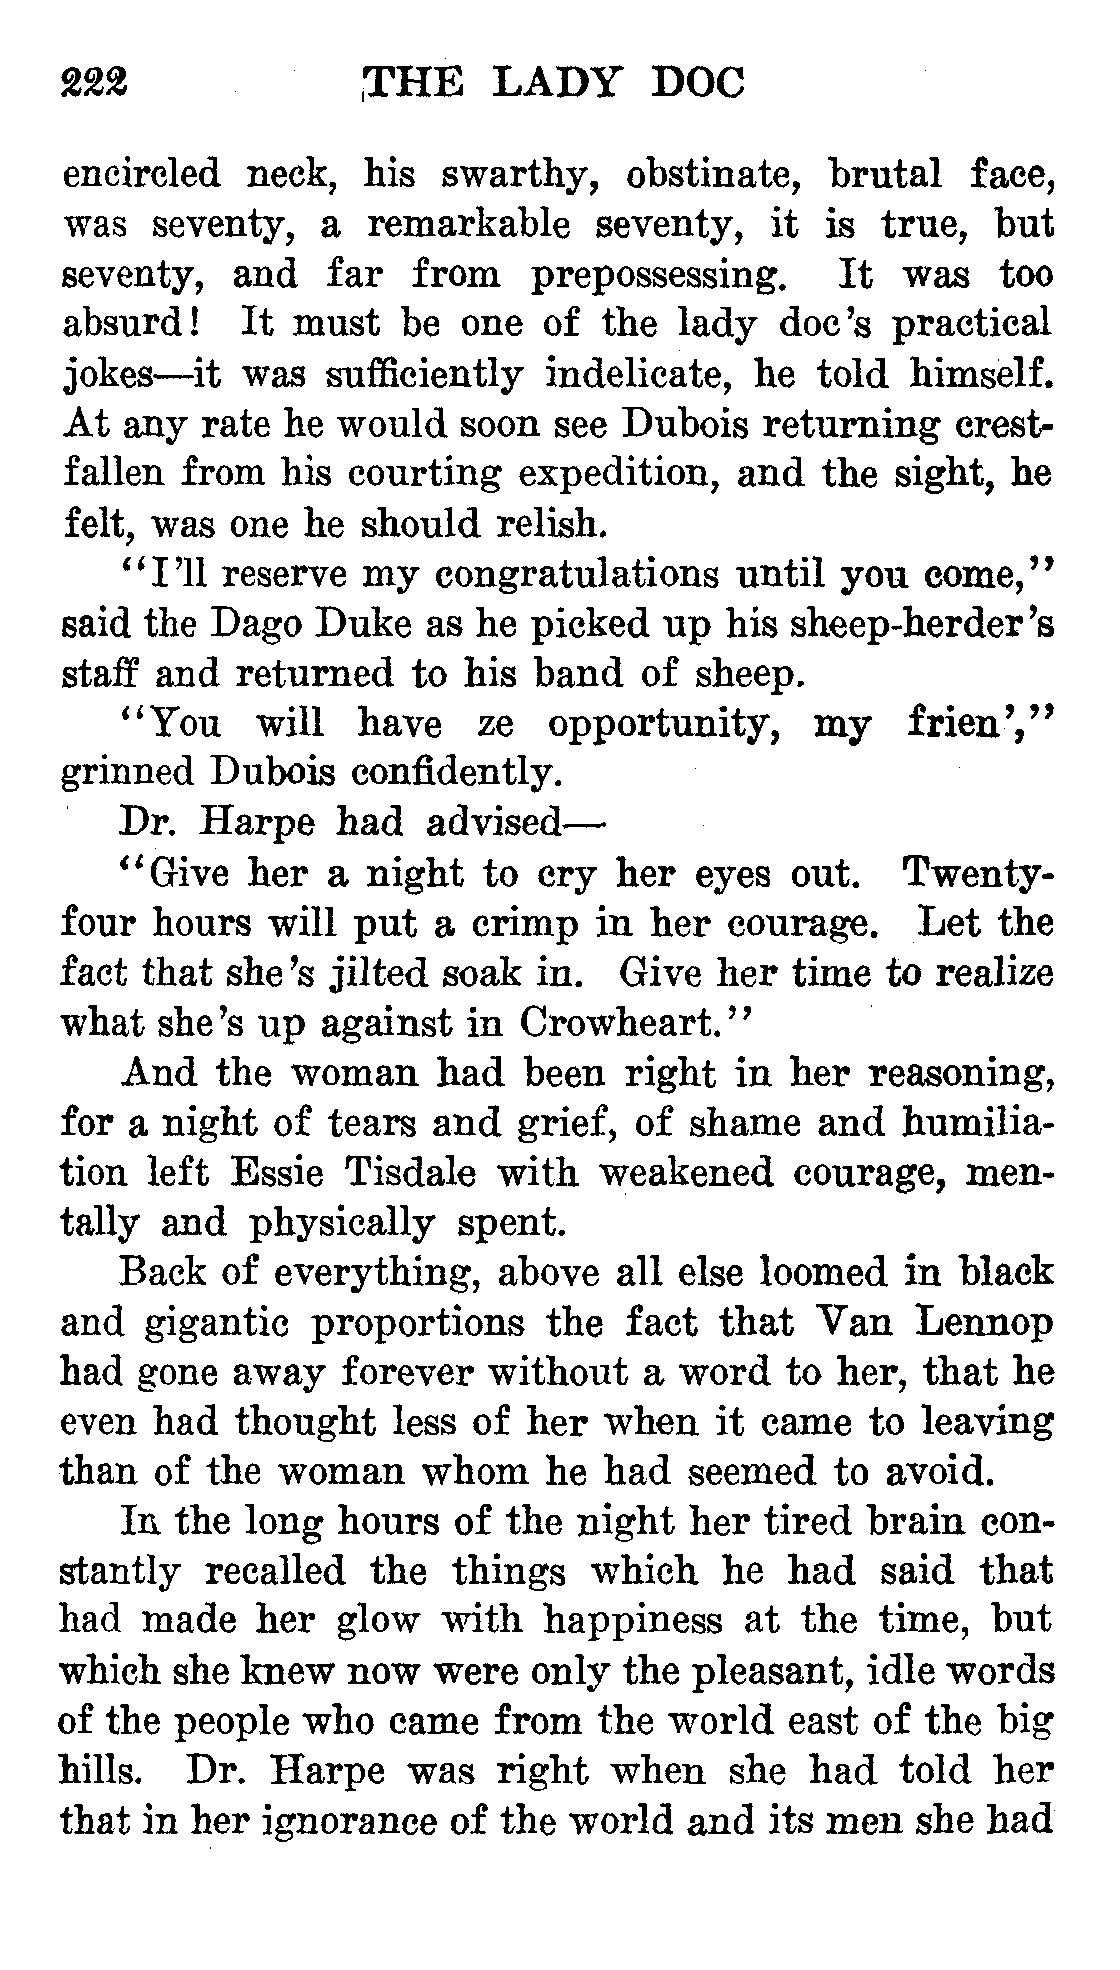 222 THE LADY DOC
encircled neck, his swarthy, obstinate, brutal face,
was seventy, a remarkable seventy, it is true, but
seventy, and far from prepossessing. It was too
absurd! It must be one of the lady doc's practical
jokes—it was sufficiently indelicate, he told himself.
At any rate he would soon see Dubois returning crest-
fallen from his courting expedition, and the sight, he
felt, was one he should relish.
"I'll reserve my congratulations until you come,"
said the Dago Duke as he picked up his sheep-herder's
staff and returned to his band of sheep.
"You will have ze opportunity, my frien',"
grinned Dubois confidently.
Dr. Harpe had advised—
"Give her a night to cry her eyes out. Twenty-
four hours will put a crimp in her courage. Let the
fact that she's jilted soak in. Give her time to realize
what she's up against in Crowheart."
And the woman had been right in her reasoning,
for a night of tears and grief, of shame and humilia-
tion left Essie Tisdale with weakened courage, men-
tally and physically spent.
Back of everything, above all else loomed in black
and gigantic proportions the fact that Van Lennop
had gone away forever without a word to her, that he
even had thought less of her when it came to leaving
than of the woman whom he had seemed to avoid.
In the long hours of the night her tired brain con-
stantly recalled the things which he had said that
had made her glow with happiness at the time, but
which she knew now were only the pleasant, idle words
of the people who came from the world east of the big
hills. Dr. Harpe was right when she had told her
that in her ignorance of the world and its men she had